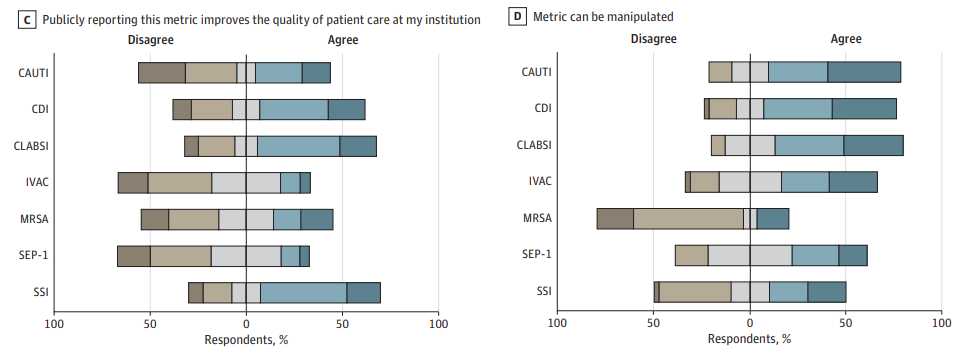 C Publicly reporting this metric improves the quality of patient care at my institution
Disagree Agree
CAUTI
CDI
CLABSI
IVAC
MRSA
SEP-1
SSI
100 50 0 50 100
Respondents, %
D Metric can be manipulated
Disagree Agree
CAUTI
CDI
CLABSI
IVAC
MRSA
SEP-1
SSI
100 50 0 50 100
Respondents, %